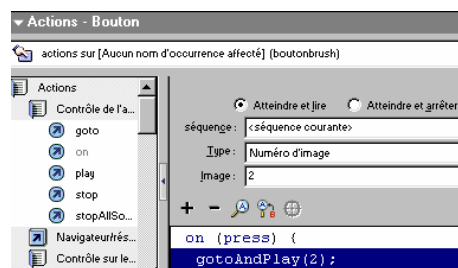 Actions - Bouton
actions sur [Aucun nom d'occurrence affecté] (boutonbrush)
Actions
Contrôle de l'a...
goto
on
play
stop
stopAllSo...
Navigateur/rés...
Contrôle sur le...
Atteindre et lire Atteindre et arrêter
séquence : <séquence courante>
Type : Numéro d'image
Image : 2
on (press) {
gotoAndPlay(2);